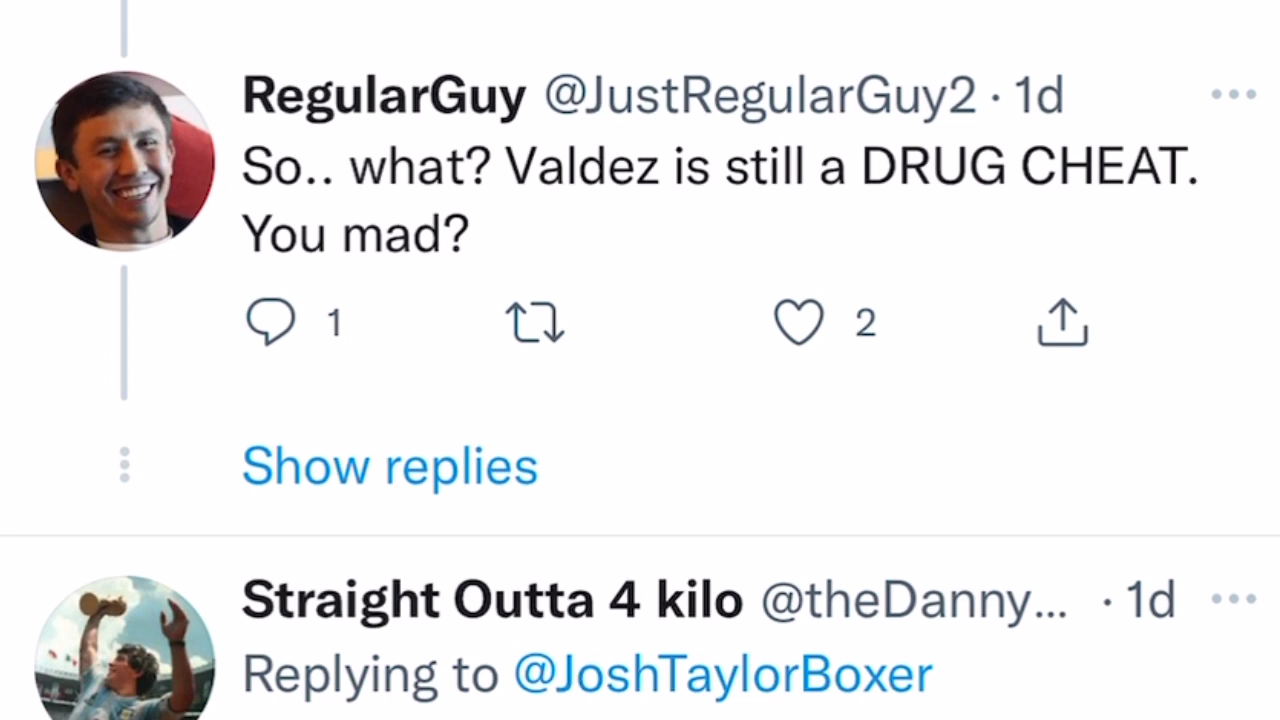 RegularGuy @JustRegularGuy2 · 1d
So.. what? Valdez is still a DRUG CHEAT.
You mad?
1 2
Show replies
Straight Outta 4 kilo @theDanny... · 1d
Replying to @JoshTaylorBoxer